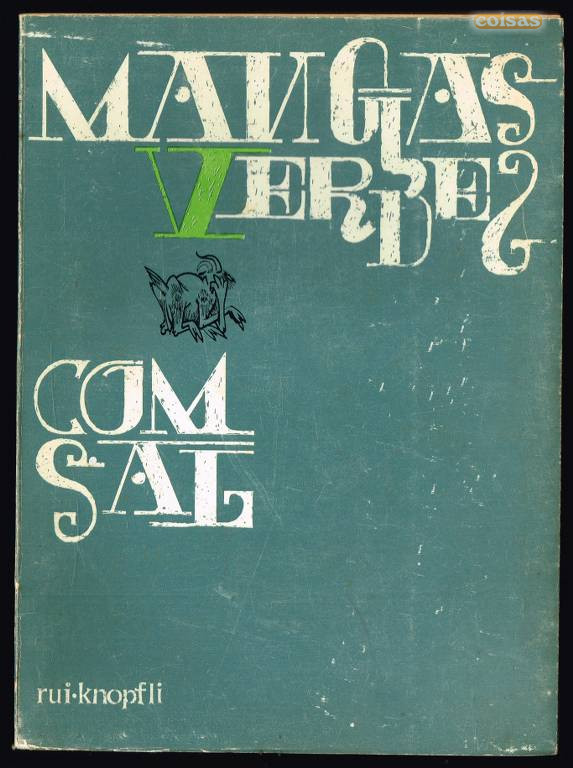 coisas
MANGAS
VERDES
COM
SAL
rui·knopfli